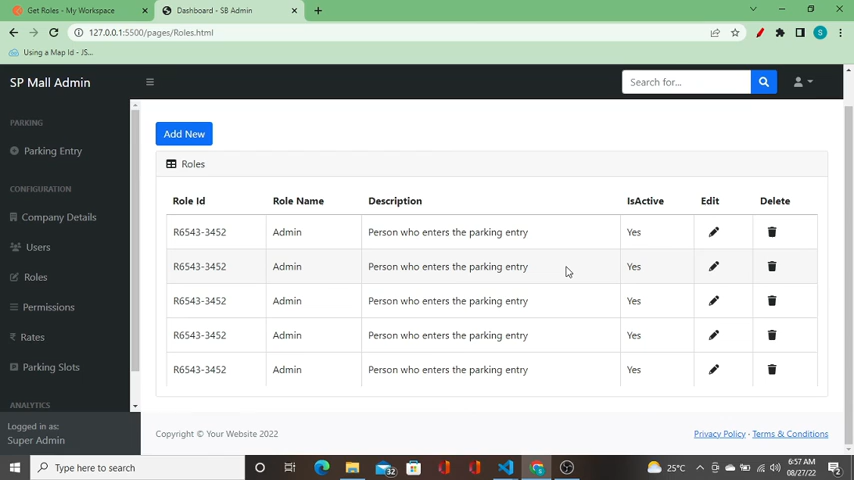 Get Roles - My Workspace
Dashboard - SB Admin
127.0.0.1:5500/pages/Roles.html
S
Using a Map Id - JS...
SP Mall Admin
Search for...
PARKING
Parking Entry
CONFIGURATION
Company Details
Users
Roles
Permissions
Rates
Parking Slots
ANALYTICS
Logged in as:
Super Admin
Add New
Roles
Role Id Role Name Description IsActive Edit Delete
R6543-3452 Admin Person who enters the parking entry Yes
R6543-3452 Admin Person who enters the parking entry Yes
R6543-3452 Admin Person who enters the parking entry Yes
R6543-3452 Admin Person who enters the parking entry Yes
R6543-3452 Admin Person who enters the parking entry Yes
Copyright © Your Website 2022
Privacy Policy · Terms & Conditions
Type here to search
32
25°C
6:57 AM
08/27/22
2